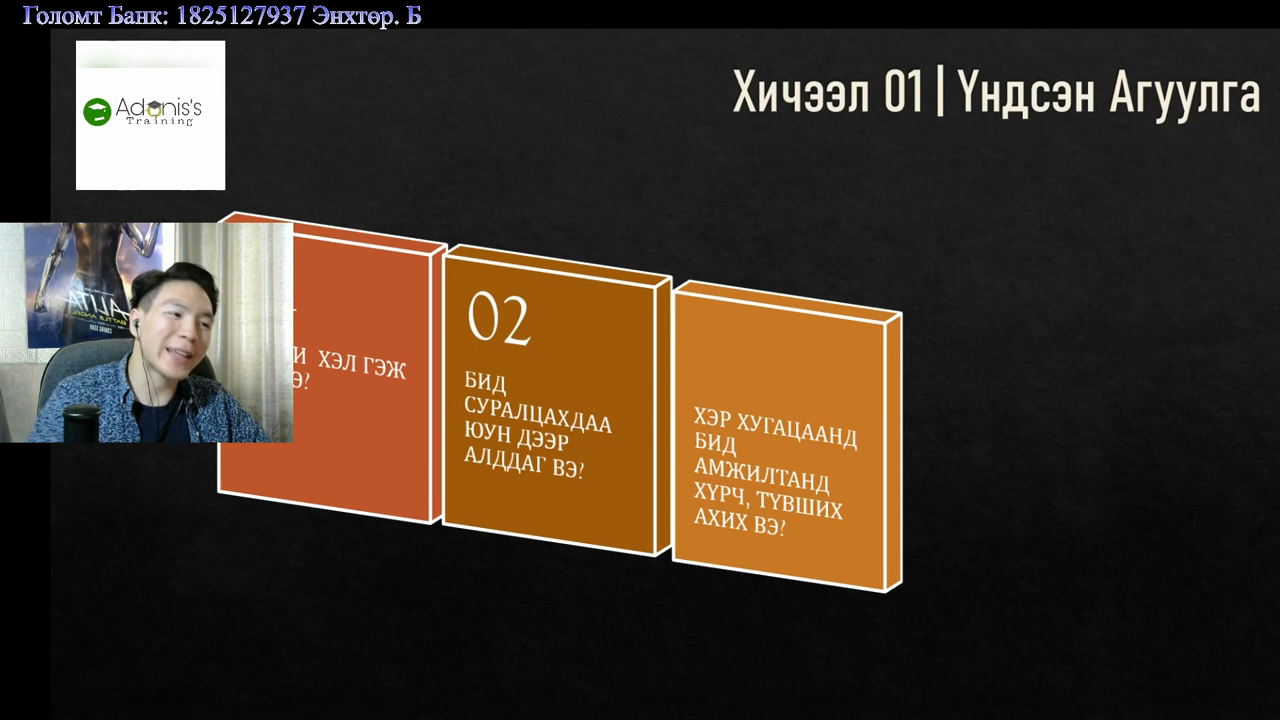 Голомт Банк: 1825127937 Энхтөр. Б
Adonis's
Training
Хичээл 01 | Үндсэн Агуулга
ХЭЛ ГЭЖ
02
БИД
СУРАЛЦАХДАА
ЮУН ДЭЭР
АЛДДАГ ВЭ?
ХЭР ХУГАЦААНД
БИД
АМЖИЛТАНД
ХҮРЧ, ТҮВШИХ
АХИХ ВЭ?